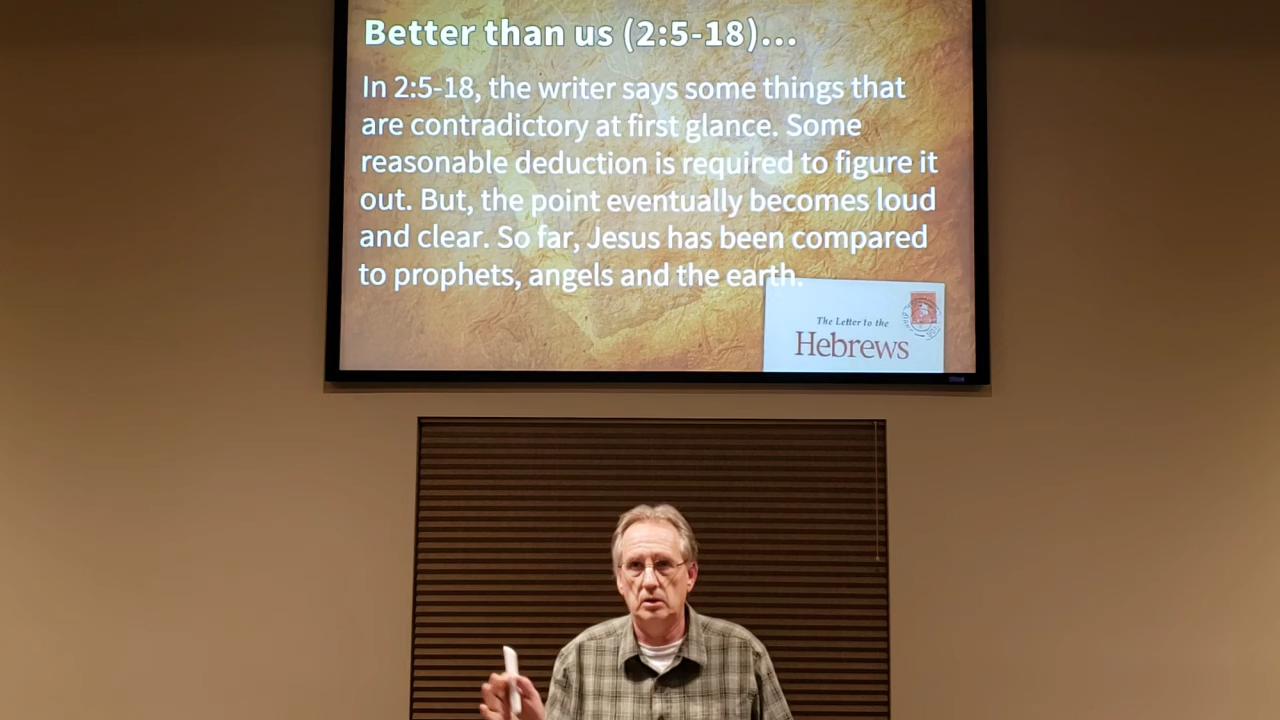 Better than us (2:5-18)...
In 2:5-18, the writer says some things that
are contradictory at first glance. Some
reasonable deduction is required to figure it
out. But, the point eventually becomes loud
and clear. So far, Jesus has been compared
to prophets, angels and the earth.
The Letter to the
Hebrews